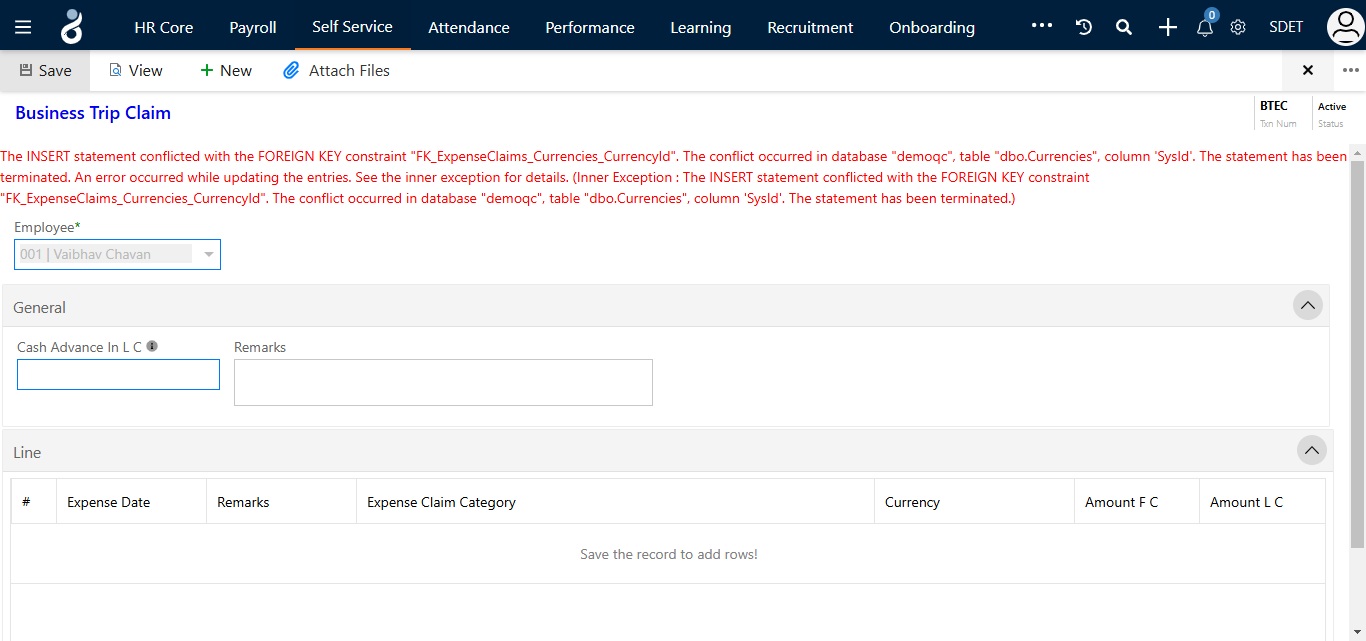 HR Core Payroll Self Service Attendance Performance Learning Recruitment Onboarding 0 SDET
Save View New Attach Files
Business Trip Claim
BTEC Active
Txn Num Status
The INSERT statement conflicted with the FOREIGN KEY constraint "FK_ExpenseClaims_Currencies_CurrencyId". The conflict occurred in database "demoqc", table "dbo.Currencies", column 'SysId'. The statement has been
terminated. An error occurred while updating the entries. See the inner exception for details. (Inner Exception : The INSERT statement conflicted with the FOREIGN KEY constraint
"FK_ExpenseClaims_Currencies_CurrencyId". The conflict occurred in database "demoqc", table "dbo.Currencies", column 'SysId'. The statement has been terminated.)
Employee*
001 | Vaibhav Chavan
General
Cash Advance In L C Remarks
Line
# Expense Date Remarks Expense Claim Category Currency Amount F C Amount L C
Save the record to add rows!